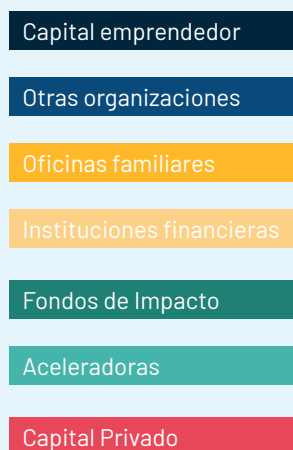 Capital emprendedor
Otras organizaciones
Oficinas familiares
Instituciones financieras
Fondos de Impacto
Aceleradoras
Capital Privado